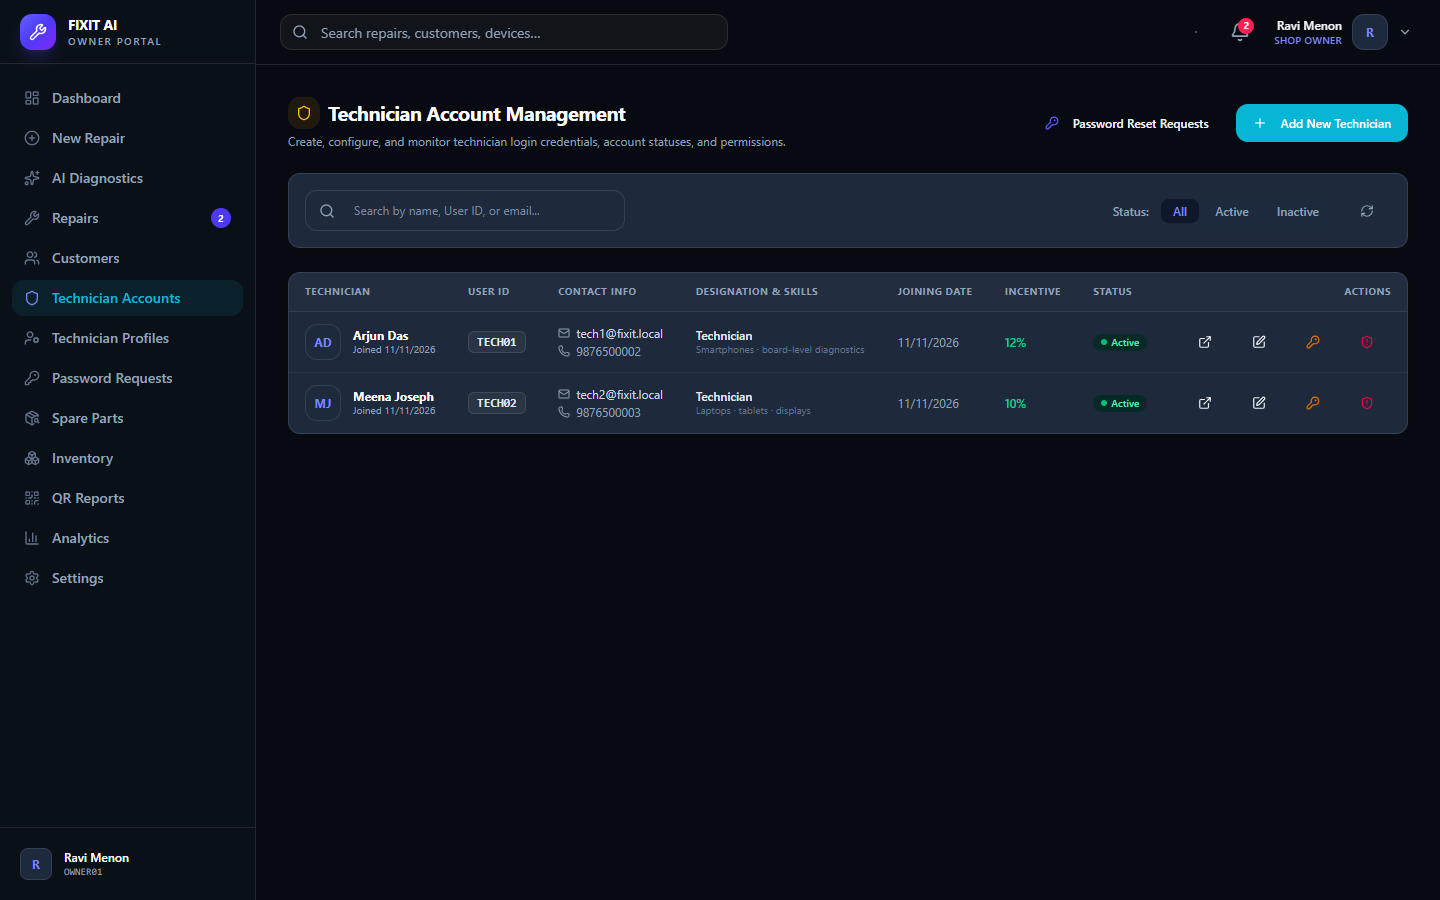 FIXIT AI
OWNER PORTAL
Search repairs, customers, devices...
2
Ravi Menon
SHOP OWNER
R
Dashboard
New Repair
AI Diagnostics
Repairs
2
Customers
Technician Accounts
Technician Profiles
Password Requests
Spare Parts
Inventory
QR Reports
Analytics
Settings
Ravi Menon
R
OWNER01
Technician Account Management
Create, configure, and monitor technician login credentials, account statuses, and permissions.
Password Reset Requests
Add New Technician
Search by name, User ID, or email...
Status: All Active Inactive
TECHNICIAN USER ID CONTACT INFO DESIGNATION & SKILLS JOINING DATE INCENTIVE STATUS ACTIONS
AD Arjun Das TECH01 tech1@fixit.local Technician 11/11/2026 12% Active
Joined 11/11/2026 9876500002 Smartphones · board-level diagnostics
MJ Meena Joseph TECH02 tech2@fixit.local Technician 11/11/2026 10% Active
Joined 11/11/2026 9876500003 Laptops · tablets · displays